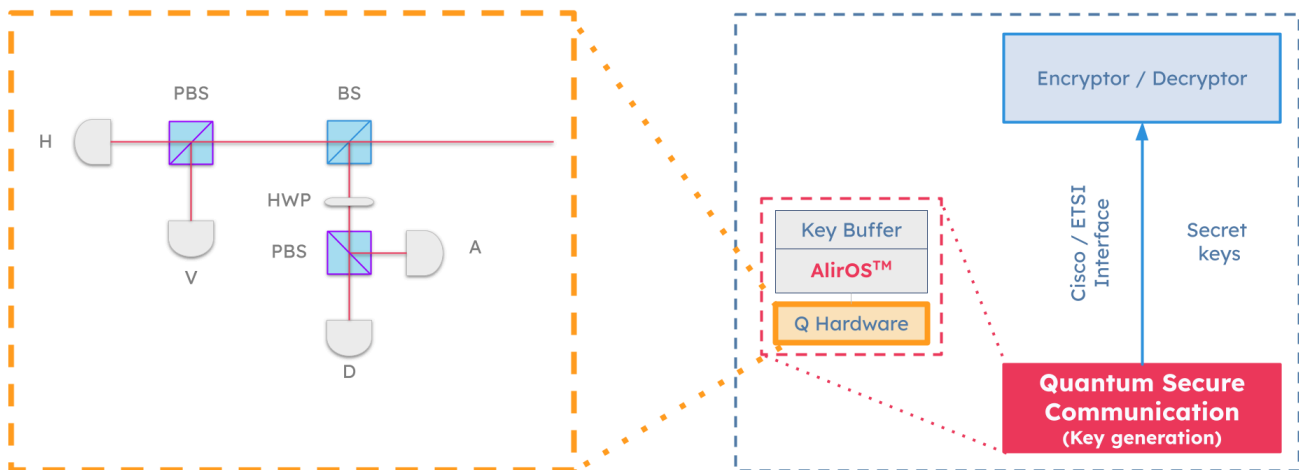 PBS
BS
H
HWP
PBS
A
V
D
Encryptor / Decryptor
Key Buffer
AlirOS™
Q Hardware
Cisco / ETSI
Interface
Secret
keys
Quantum Secure
Communication
(Key generation)